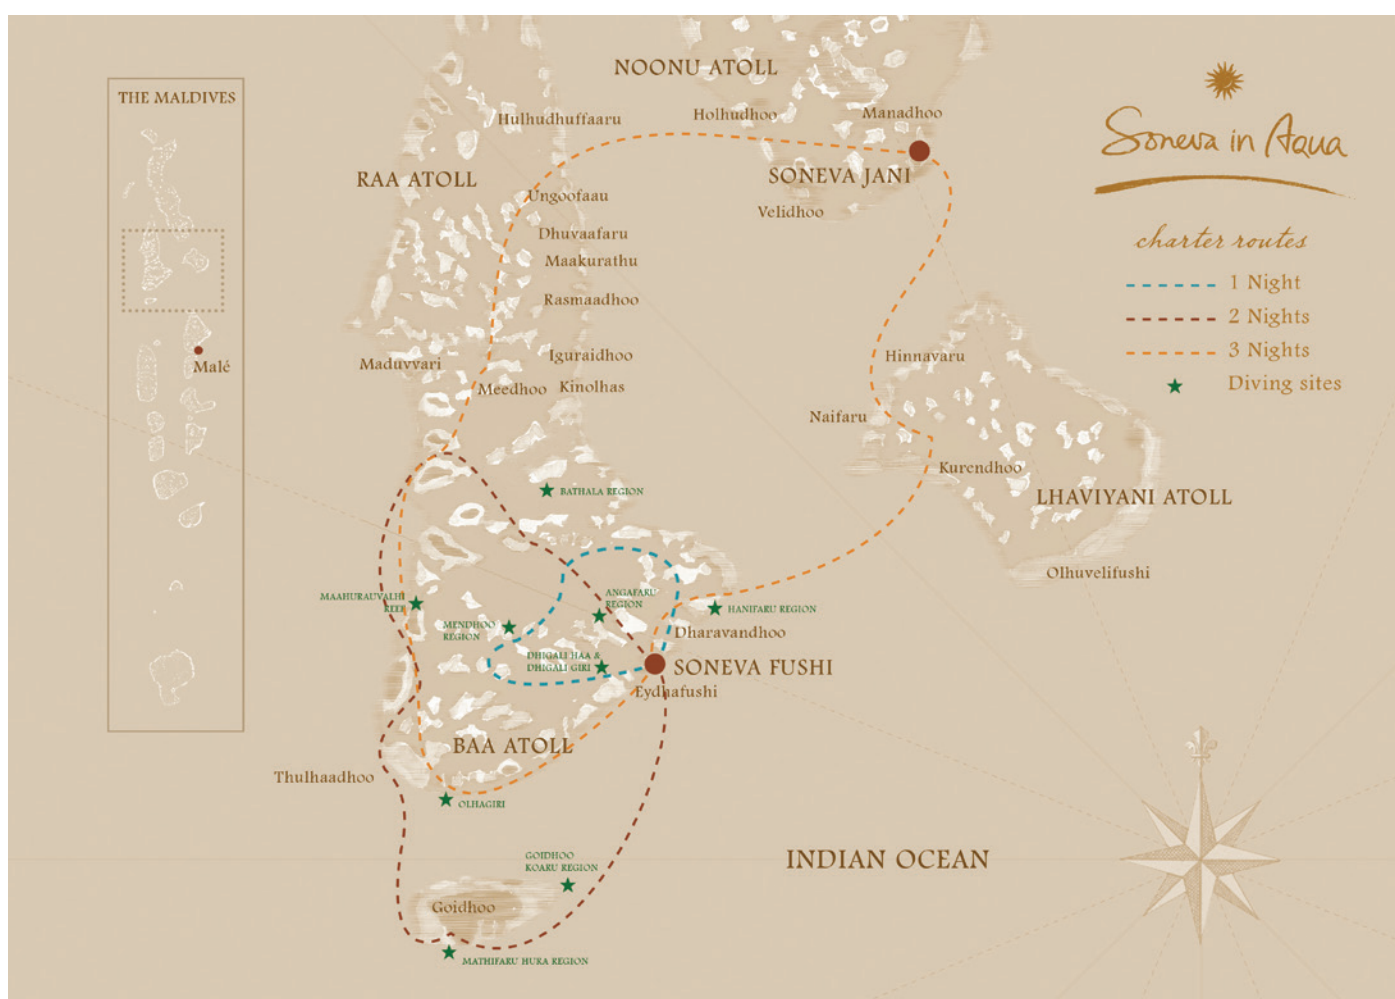 THE MALDIVES
Malé
NOONU ATOLL
Hulhudhuffaaru
Holhudhoo
Manadhoo
RAA ATOLL
SONEVA JANI
Ungoofaau
Velidhoo
Dhuvaafaru
Maakurathu
Rasmaadhoo
Iguraidhoo
Maduvvari
Meedhoo
Kinolhas
Hinnavaru
Naifaru
Kurendhoo
LHAVIYANI ATOLL
Olhuvelifushi
BATHALA REGION
MAAHURAUVALHI
REEF
MENDHOO
REGION
ANGAFARU
REGION
HANIFARU REGION
Dharavandhoo
DHIGALI HAA &
DHIGALI GIRI
SONEVA FUSHI
Eydhafushi
BAA ATOLL
Thulhaadhoo
OLHAGIRI
GOIDHOO
KOARU REGION
Goidhoo
MATHIFARU HURA REGION
INDIAN OCEAN
Soneva in Aqua
charter routes
1 Night
2 Nights
3 Nights
Diving sites